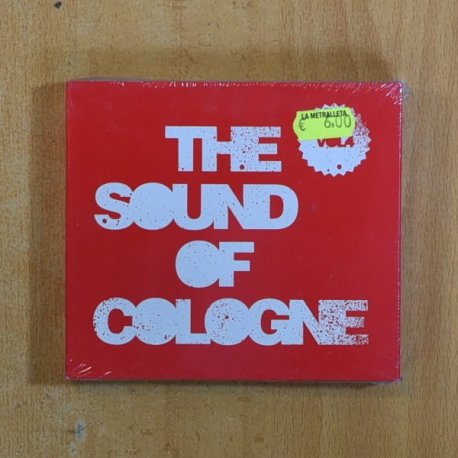 LA METRALLETA
€ 6,00
THE
SOUND
OF
COLOGNE